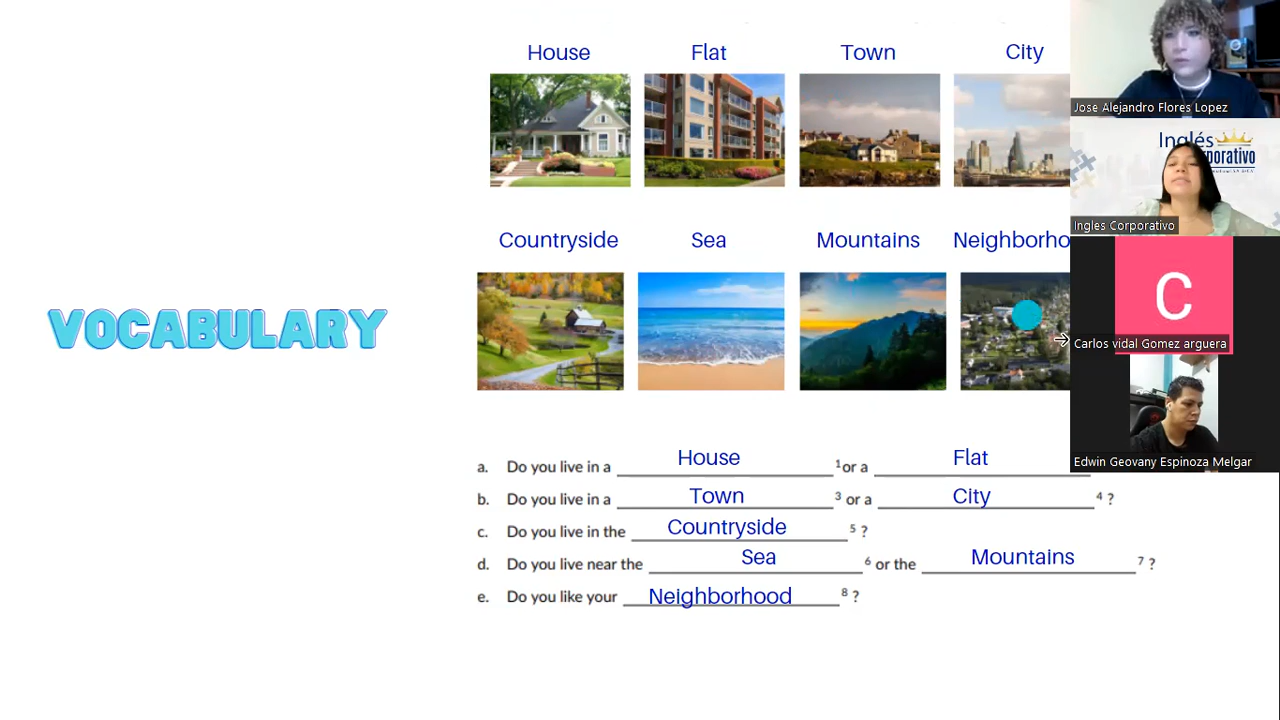 House Flat Town City
Countryside Sea Mountains Neighborho
VOCABULARY
a. Do you live in a House ¹or a Flat
b. Do you live in a Town ³ or a City ⁴ ?
c. Do you live in the Countryside ⁵ ?
d. Do you live near the Sea ⁶ or the Mountains ⁷ ?
e. Do you like your Neighborhood ⁸ ?
Jose Alejandro Flores Lopez
Inglés
porativo
Ingles Corporativo
C
Carlos vidal Gomez arguera
Edwin Geovany Espinoza Melgar